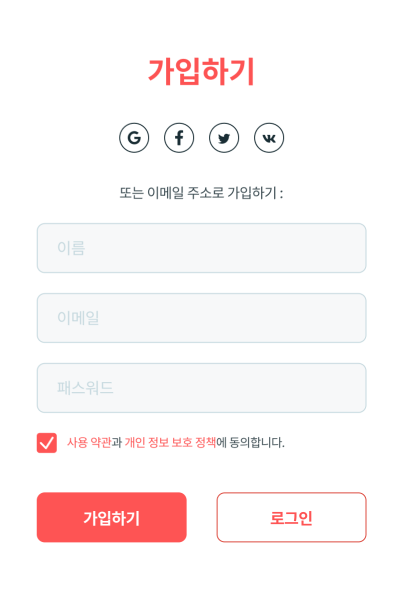 가입하기
또는 이메일 주소로 가입하기 :
이름
이메일
패스워드
사용 약관과 개인 정보 보호 정책에 동의합니다.
가입하기
로그인